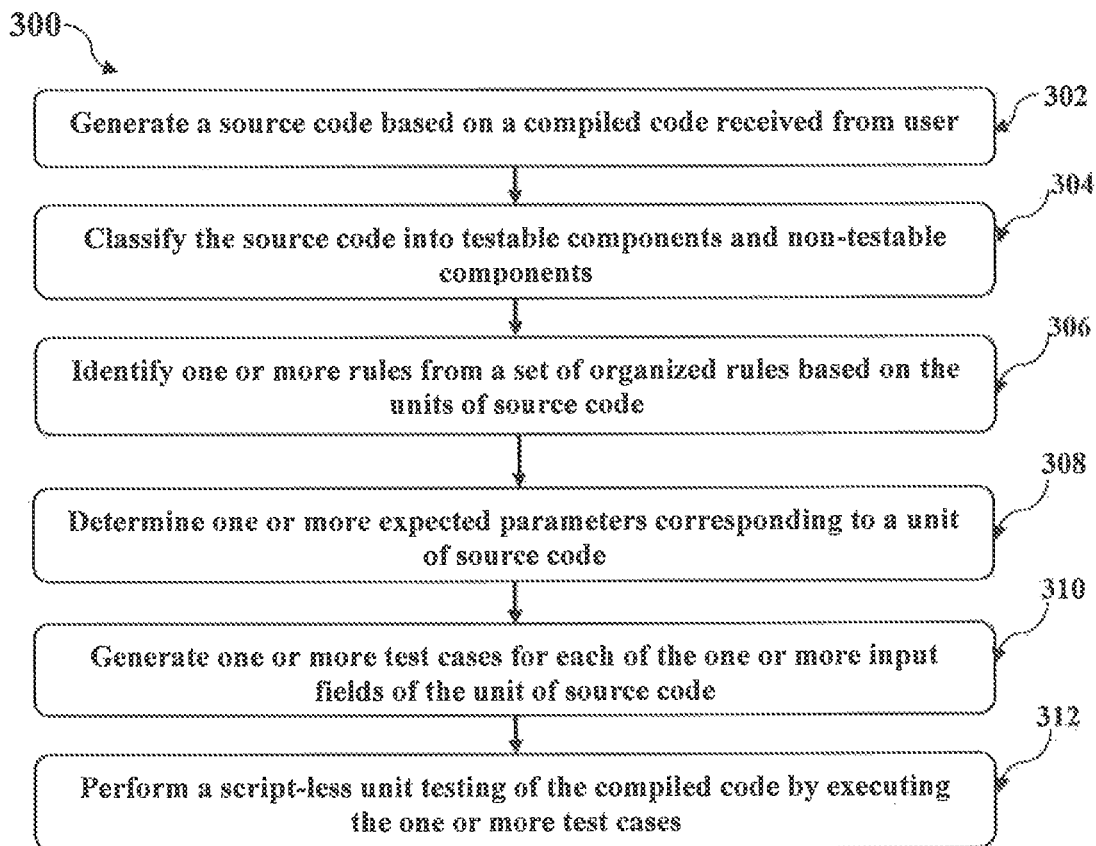 300
302
Generate a source code based on a compiled code received from user
304
Classify the source code into testable components and non-testable
components
306
Identify one or more rules from a set of organized rules based on the
units of source code
308
Determine one or more expected parameters corresponding to a unit
of source code
310
Generate one or more test cases for each of the one or more input
fields of the unit of source code
312
Perform a script-less unit testing of the compiled code by executing
the one or more test cases